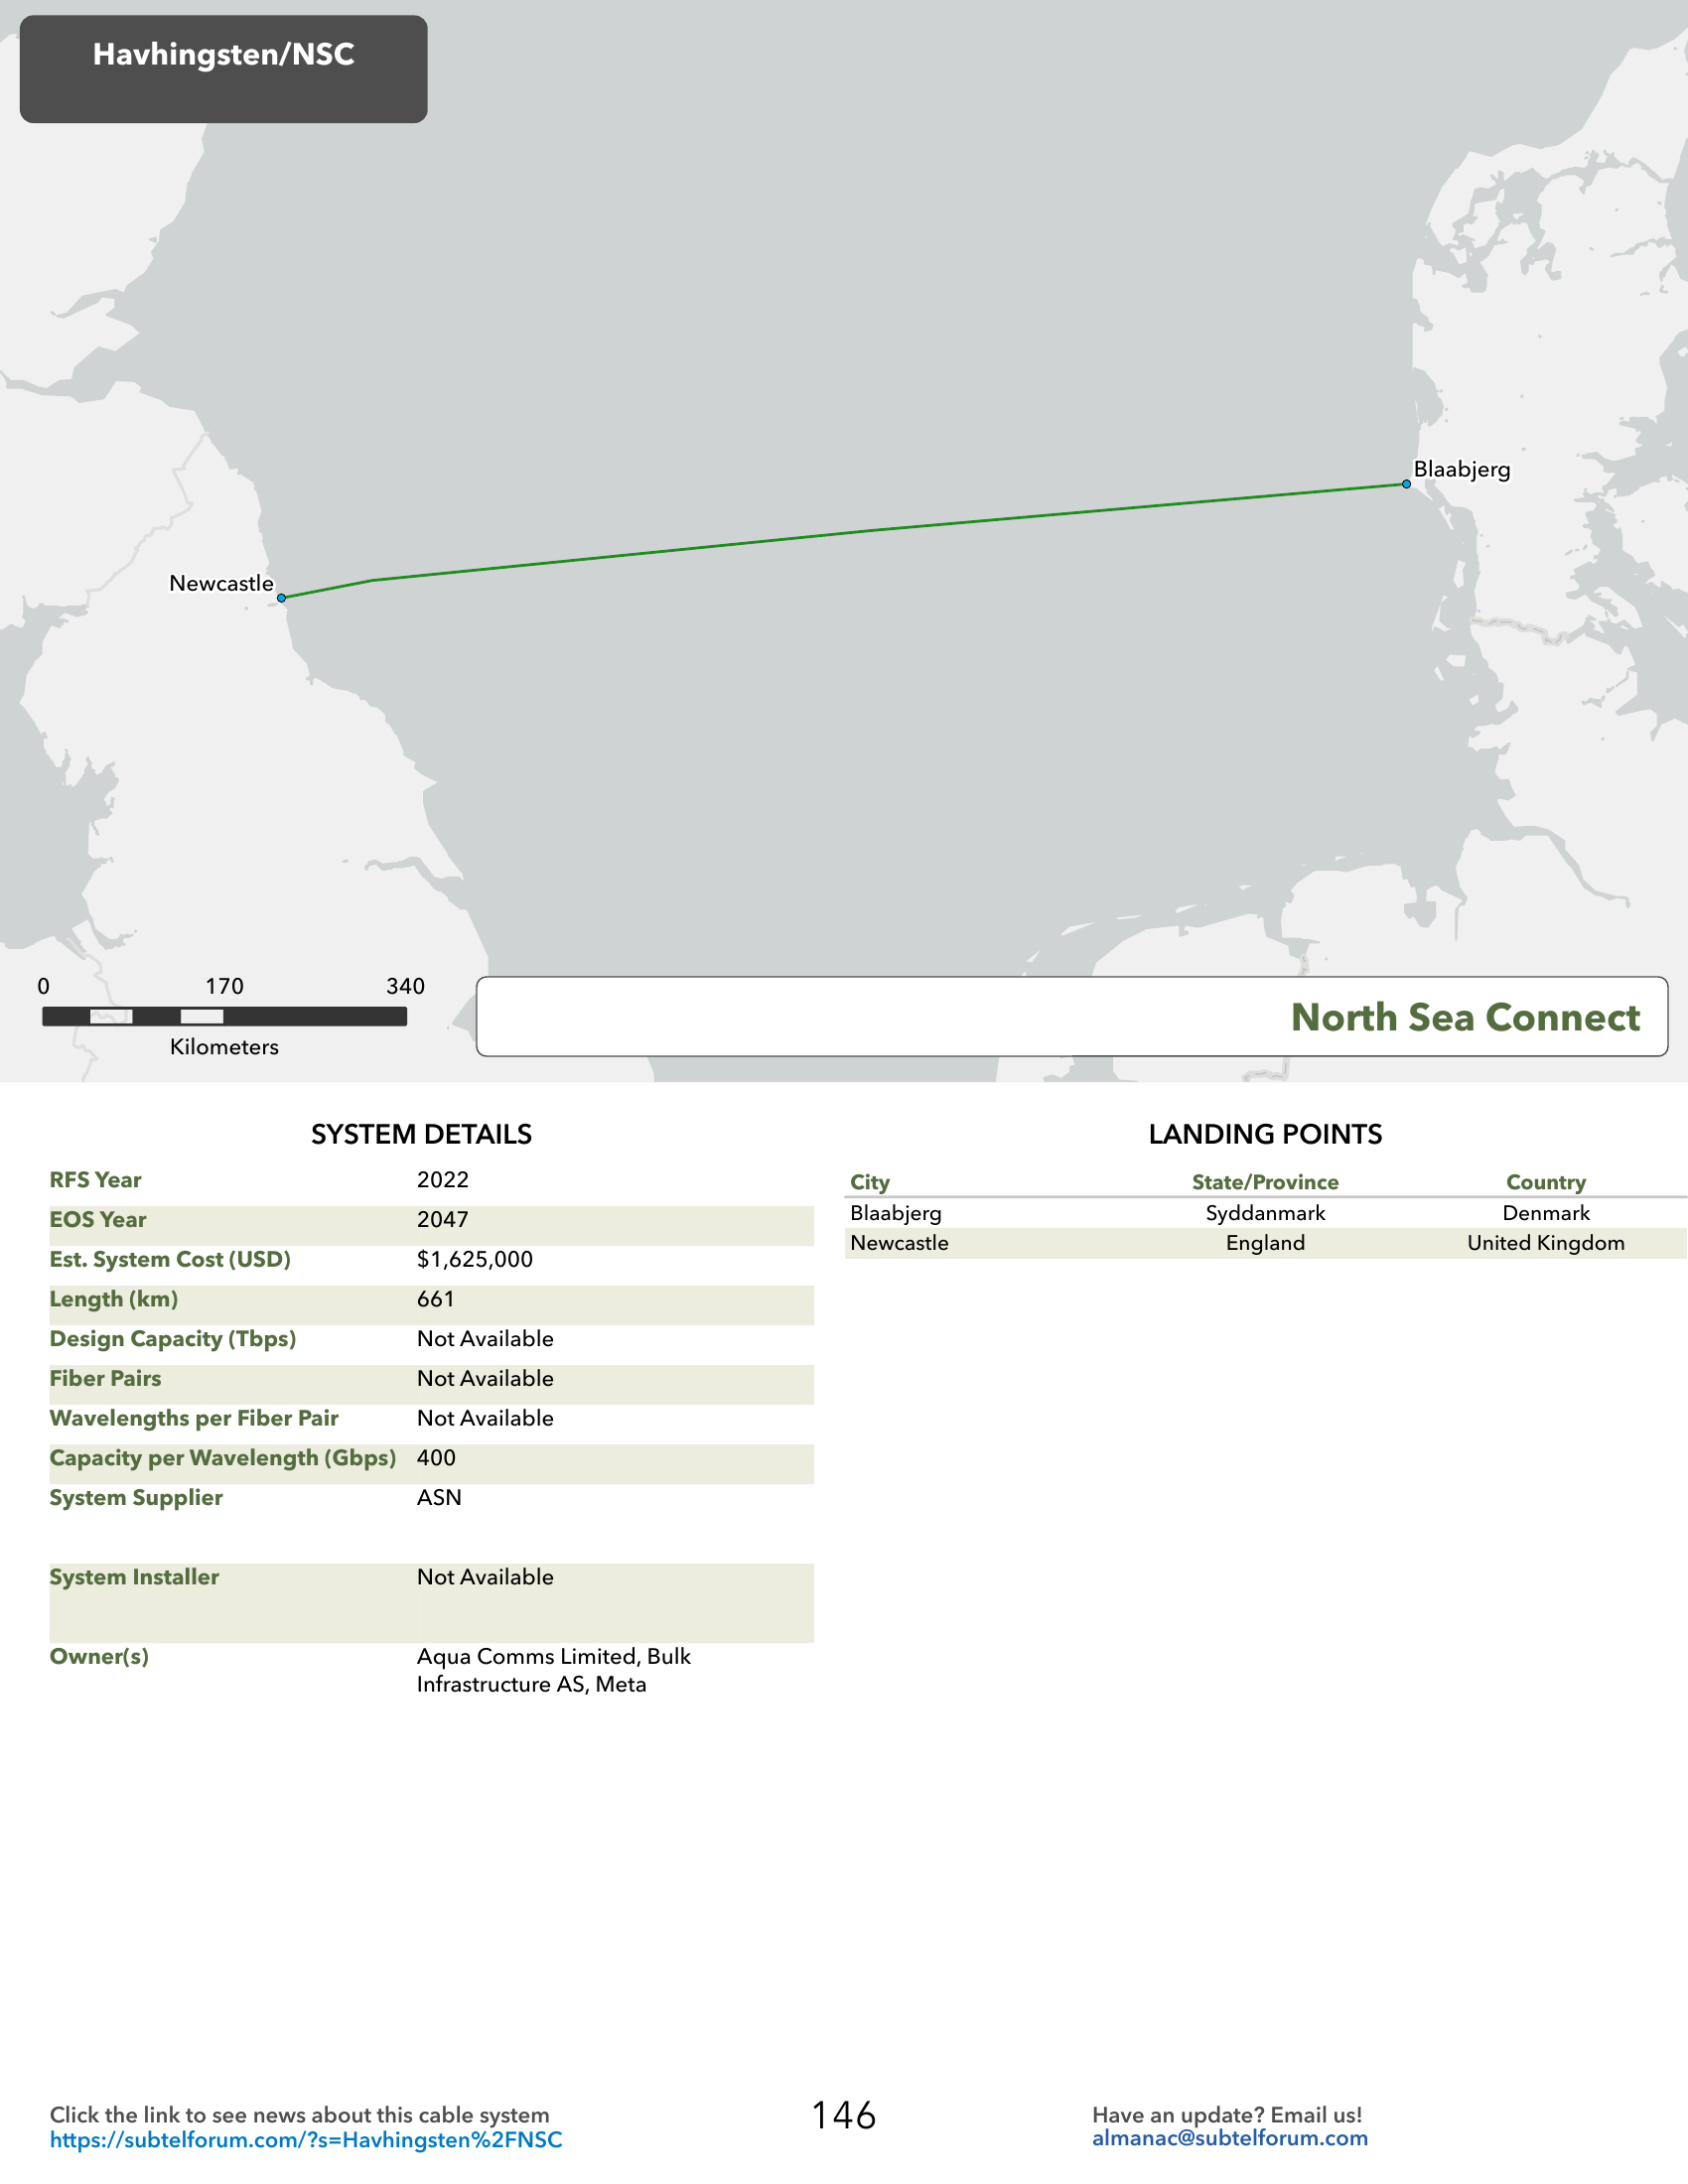 Havhingsten/NSC
Blaabjerg
Newcastle
0 170 340
Kilometers
North Sea Connect
SYSTEM DETAILS
RFS Year 2022
EOS Year 2047
Est. System Cost (USD) $1,625,000
Length (km) 661
Design Capacity (Tbps) Not Available
Fiber Pairs Not Available
Wavelengths per Fiber Pair Not Available
Capacity per Wavelength (Gbps) 400
System Supplier ASN
System Installer Not Available
Owner(s) Aqua Comms Limited, Bulk
Infrastructure AS, Meta
LANDING POINTS
City State/Province Country
Blaabjerg Syddanmark Denmark
Newcastle England United Kingdom
Click the link to see news about this cable system
https://subtelforum.com/?s=Havhingsten%2FNSC
146
Have an update? Email us!
almanac@subtelforum.com